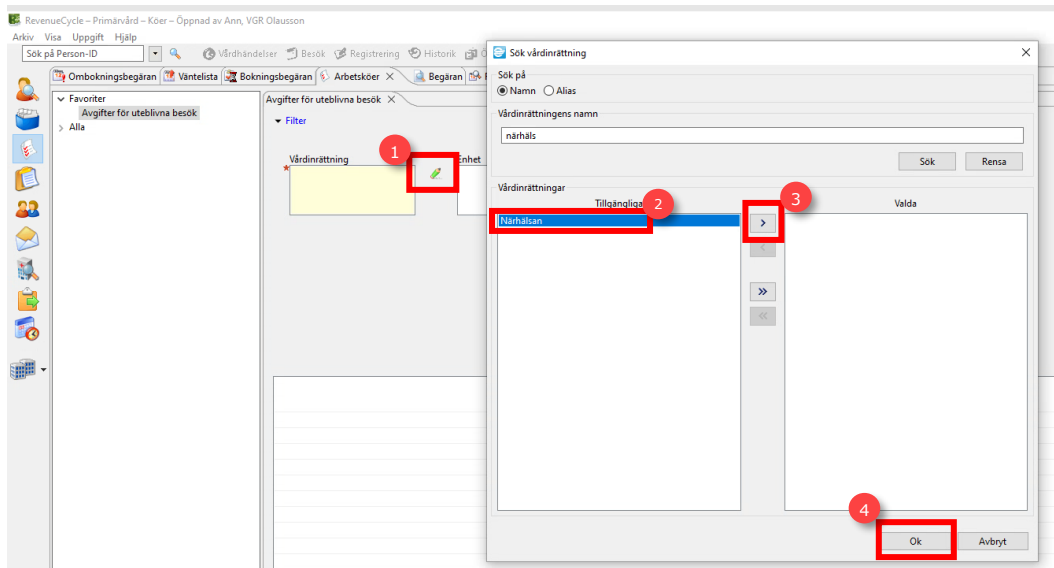 RevenueCycle – Primärvård – Köer – Öppnad av Ann, VGR Olausson
Arkiv Visa Uppgift Hjälp
Sök på Person-ID Vårdhändelser Besök Registrering Historik
Ombokningsbegäran Väntelista Bokningsbegäran Arbetsköer Begäran
Favoriter
Avgifter för uteblivna besök
Alla
Avgifter för uteblivna besök
Filter
Vårdinrättning
1
Enhet
*
Sök vårdinrättning
Sök på
Namn Alias
Vårdinrättningens namn
närhäls
Sök Rensa
Vårdinrättningar
Tillgängliga 2 3 Valda
Närhälsan
>
<
»
«
4
Ok Avbryt